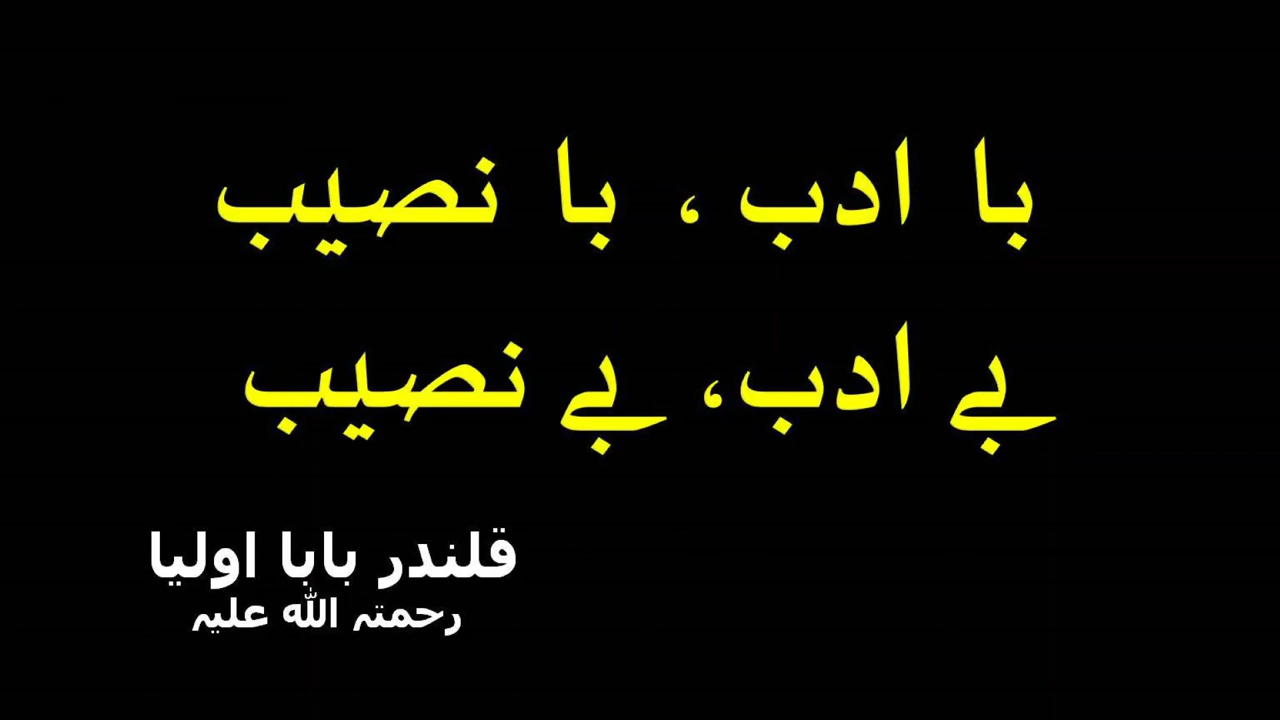 با ادب ، با نصیب
بے ادب، بے نصیب
قلندر بابا اولیا
رحمتہ اللہ علیہ